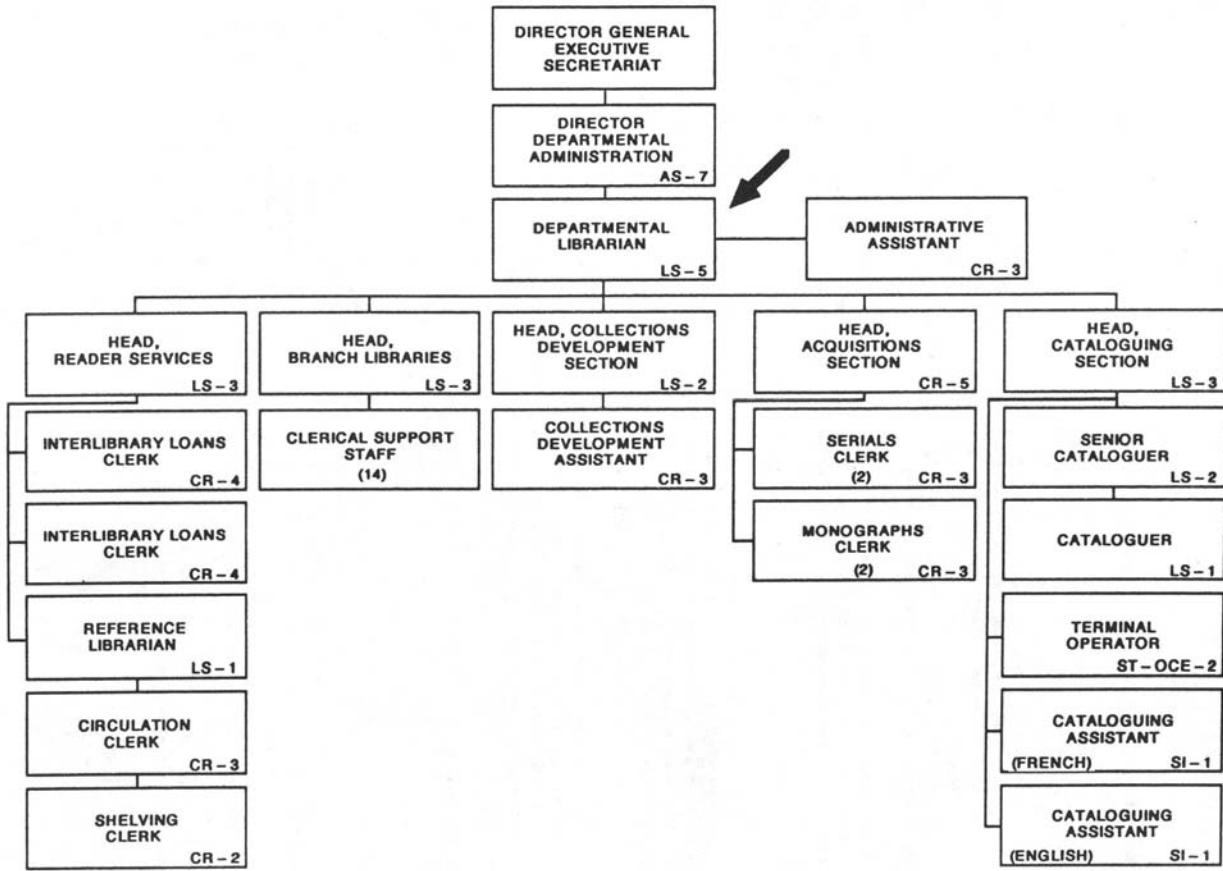 DIRECTOR GENERAL
EXECUTIVE
SECRETARIAT
DIRECTOR
DEPARTMENTAL
ADMINISTRATION
AS-7
DEPARTMENTAL
LIBRARIAN
LS-5
ADMINISTRATIVE
ASSISTANT
CR-3
HEAD,
READER SERVICES
LS-3
HEAD,
BRANCH LIBRARIES
LS-3
HEAD, COLLECTIONS
DEVELOPMENT
SECTION
LS-2
HEAD,
ACQUISITIONS
SECTION
CR-5
HEAD,
CATALOGUING
SECTION
LS-3
INTERLIBRARY LOANS
CLERK
CR-4
CLERICAL SUPPORT
STAFF
(14)
COLLECTIONS
DEVELOPMENT
ASSISTANT
CR-3
SERIALS
CLERK
(2) CR-3
SENIOR
CATALOGUER
LS-2
INTERLIBRARY LOANS
CLERK
CR-4
MONOGRAPHS
CLERK
(2) CR-3
CATALOGUER
LS-1
REFERENCE
LIBRARIAN
LS-1
TERMINAL
OPERATOR
ST-OCE-2
CIRCULATION
CLERK
CR-3
CATALOGUING
ASSISTANT
(FRENCH) SI-1
SHELVING
CLERK
CR-2
CATALOGUING
ASSISTANT
(ENGLISH) SI-1